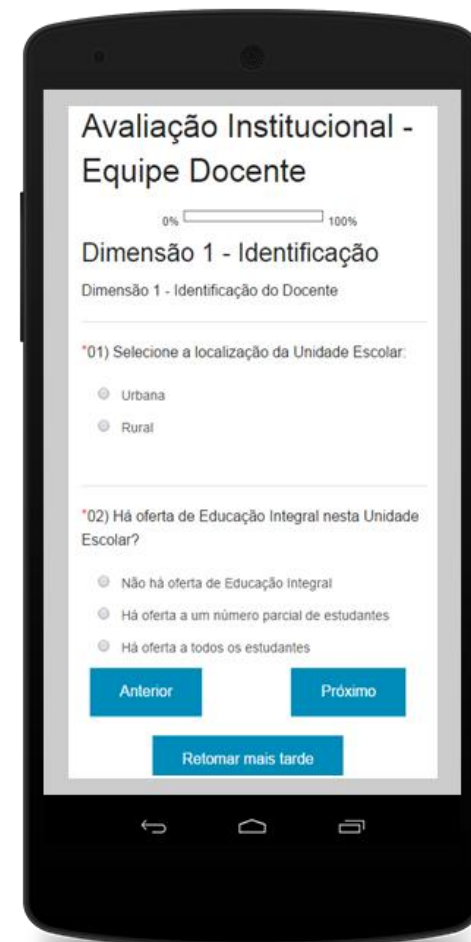 Avaliação Institucional -
Equipe Docente
0% 100%
Dimensão 1 - Identificação
Dimensão 1 - Identificação do Docente
*01) Selecione a localização da Unidade Escolar:
Urbana
Rural
*02) Há oferta de Educação Integral nesta Unidade
Escolar?
Não há oferta de Educação Integral
Há oferta a um número parcial de estudantes
Há oferta a todos os estudantes
Anterior Próximo
Retomar mais tarde